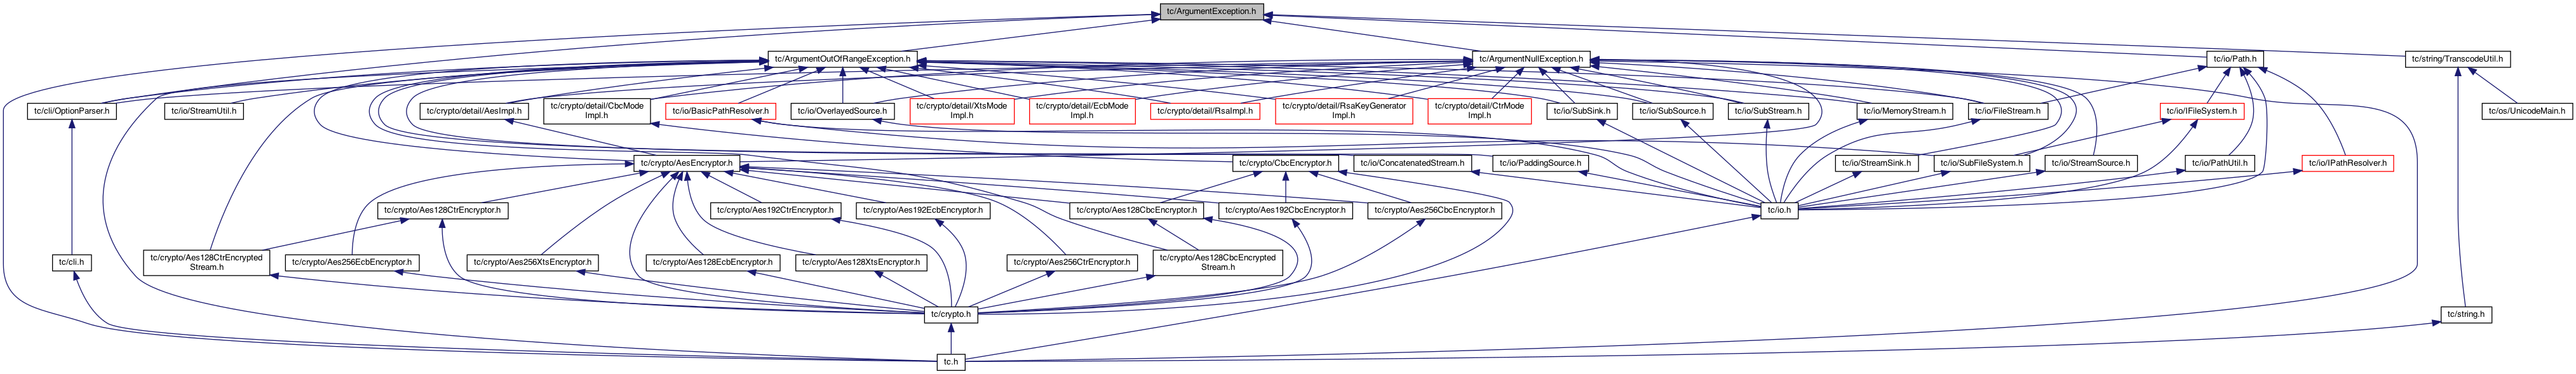 tc/ArgumentException.h
tc/ArgumentOutOfRangeException.h
tc/ArgumentNullException.h
tc/io/Path.h
tc/string/TranscodeUtil.h
tc/cli/OptionParser.h
tc/io/StreamUtil.h
tc/crypto/detail/AesImpl.h
tc/crypto/detail/CbcMode
Impl.h
tc/io/BasicPathResolver.h
tc/io/OverlayedSource.h
tc/crypto/detail/XtsMode
Impl.h
tc/crypto/detail/EcbMode
Impl.h
tc/crypto/detail/RsaImpl.h
tc/crypto/detail/RsaKeyGenerator
Impl.h
tc/crypto/detail/CtrMode
Impl.h
tc/io/SubSink.h
tc/io/SubSource.h
tc/io/SubStream.h
tc/io/MemoryStream.h
tc/io/FileStream.h
tc/io/IFileSystem.h
tc/os/UnicodeMain.h
tc/crypto/AesEncryptor.h
tc/crypto/CbcEncryptor.h
tc/io/ConcatenatedStream.h
tc/io/PaddingSource.h
tc/io/StreamSink.h
tc/io/SubFileSystem.h
tc/io/StreamSource.h
tc/io/PathUtil.h
tc/io/IPathResolver.h
tc/crypto/Aes128CtrEncryptor.h
tc/crypto/Aes192CtrEncryptor.h
tc/crypto/Aes192EcbEncryptor.h
tc/crypto/Aes128CbcEncryptor.h
tc/crypto/Aes192CbcEncryptor.h
tc/crypto/Aes256CbcEncryptor.h
tc/io.h
tc/cli.h
tc/crypto/Aes128CtrEncrypted
Stream.h
tc/crypto/Aes256EcbEncryptor.h
tc/crypto/Aes256XtsEncryptor.h
tc/crypto/Aes128EcbEncryptor.h
tc/crypto/Aes128XtsEncryptor.h
tc/crypto/Aes256CtrEncryptor.h
tc/crypto/Aes128CbcEncrypted
Stream.h
tc/crypto.h
tc/string.h
tc.h